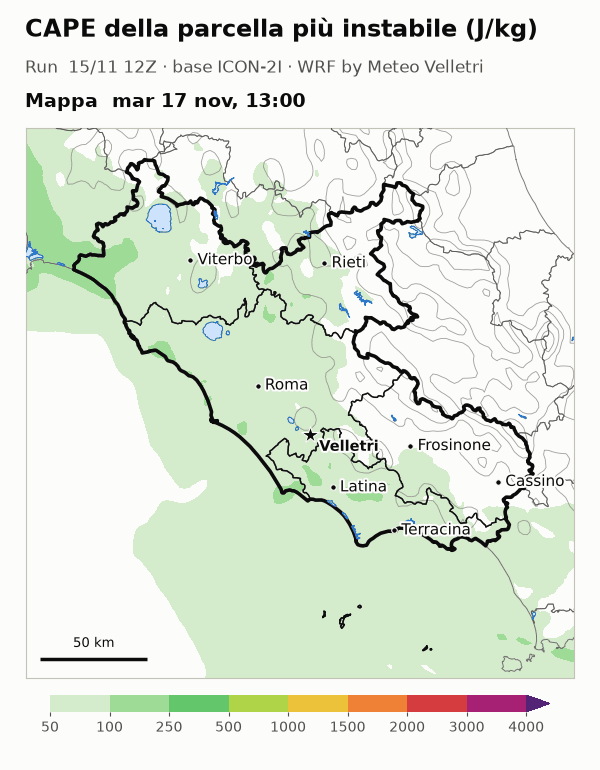 CAPE della parcella più instabile (J/kg)
Run  15/11 12Z · base ICON-2I · WRF by Meteo Velletri
Mappa  mar 17 nov, 13:00
Viterbo
Rieti
Roma
Velletri
Frosinone
Latina
Cassino
Terracina
50 km
50 100 250 500 1000 1500 2000 3000 4000